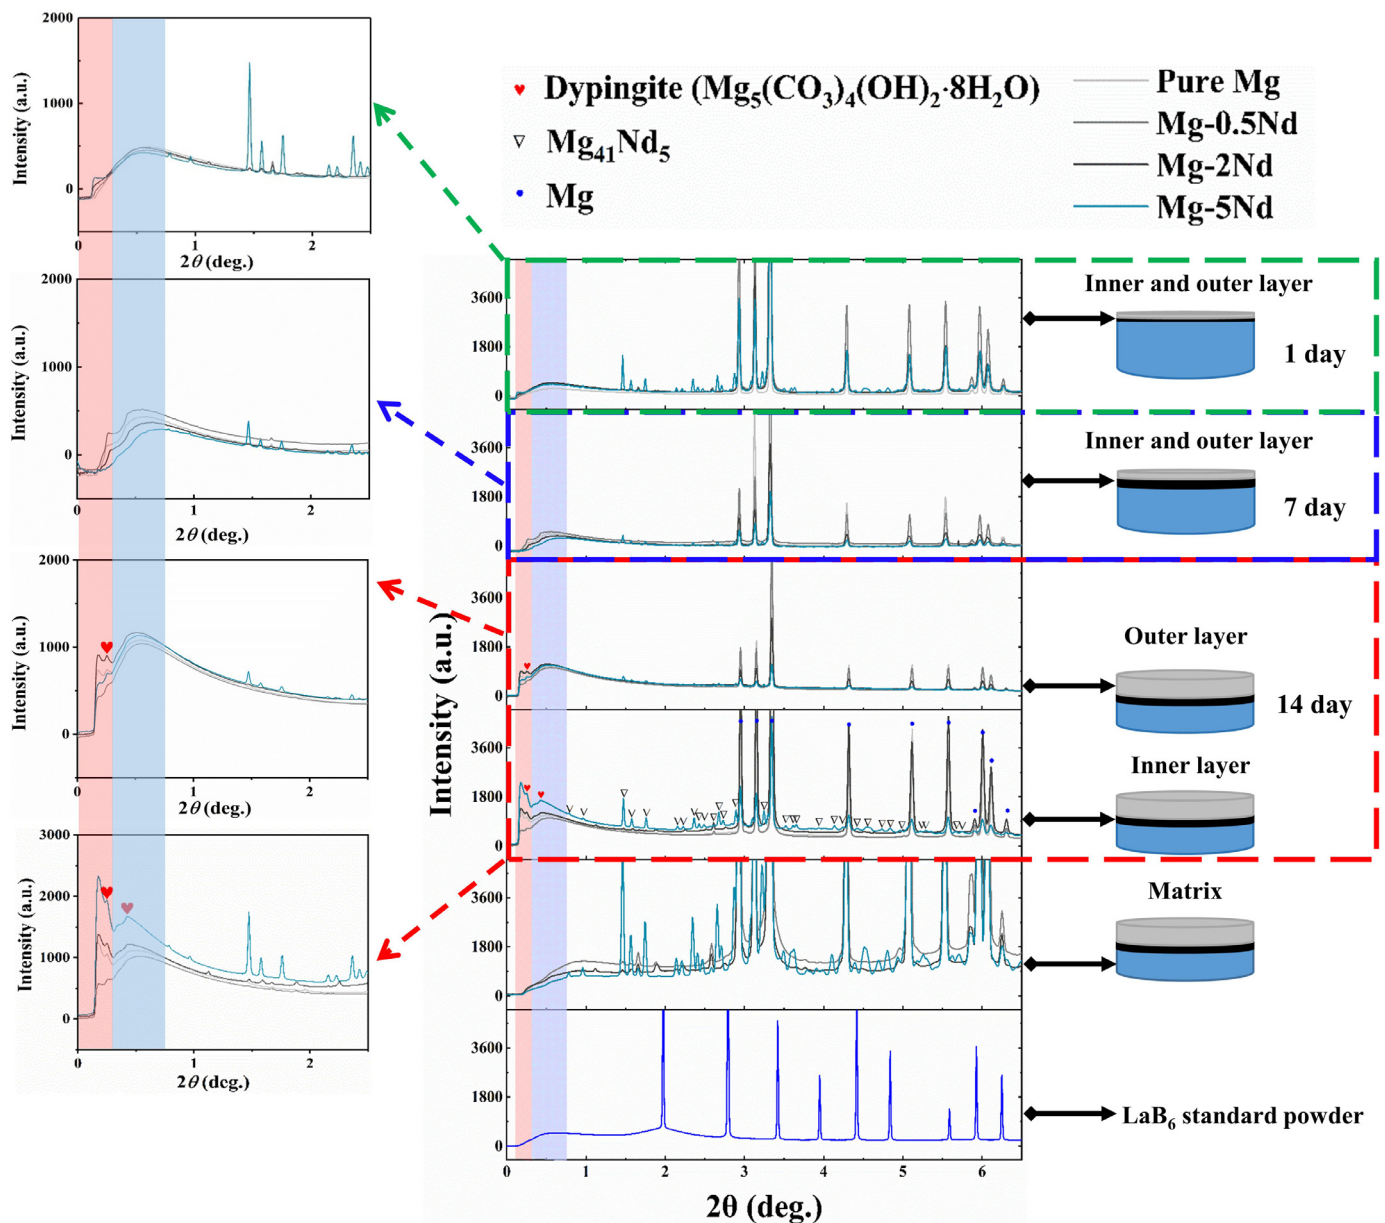 2000
1000
0
Intensity (a.u.)
0
1
2
2θ (deg.)
2000
1000
0
Intensity (a.u.)
0
1
2
2θ (deg.)
2000
1000
500
0
Intensity (a.u.)
0
1
2
2θ (deg.)
3000
2000
1000
0
Intensity (a.u.)
0
1
2
2θ (deg.)
Dypingite (Mg5(CO3)4(OH)2·8H2O)
Mg41Nd5
Mg
Pure Mg
Mg-0.5Nd
Mg-2Nd
Mg-5Nd
3600
1800
0
3600
1800
0
3600
1800
0
3600
1800
0
3600
1800
0
3600
1800
0
Intensity (a.u.)
0
1
2
3
4
5
6
2θ (deg.)
Inner and outer layer
1 day
Inner and outer layer
7 day
Outer layer
14 day
Inner layer
Matrix
LaB6 standard powder